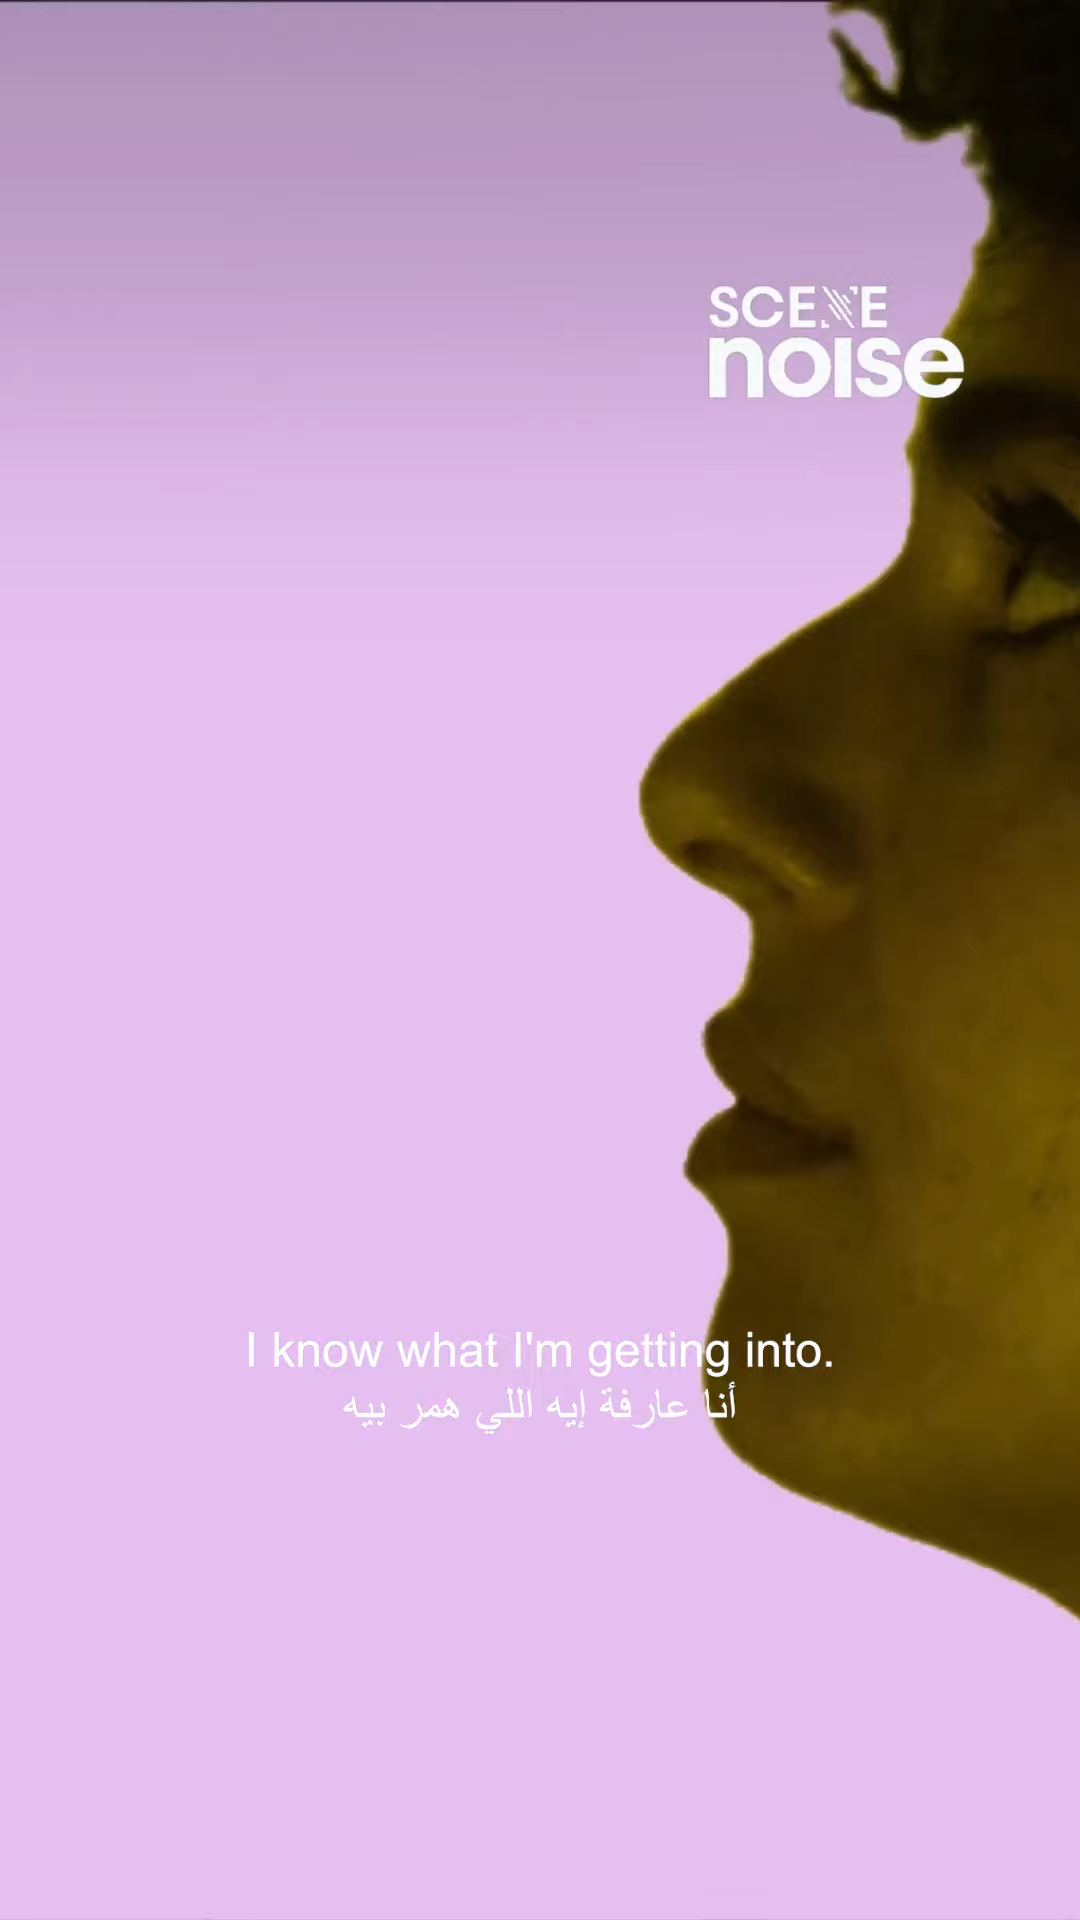 SCENE
noise
I know what I'm getting into.
أنا عارفة إيه اللي همر بيه